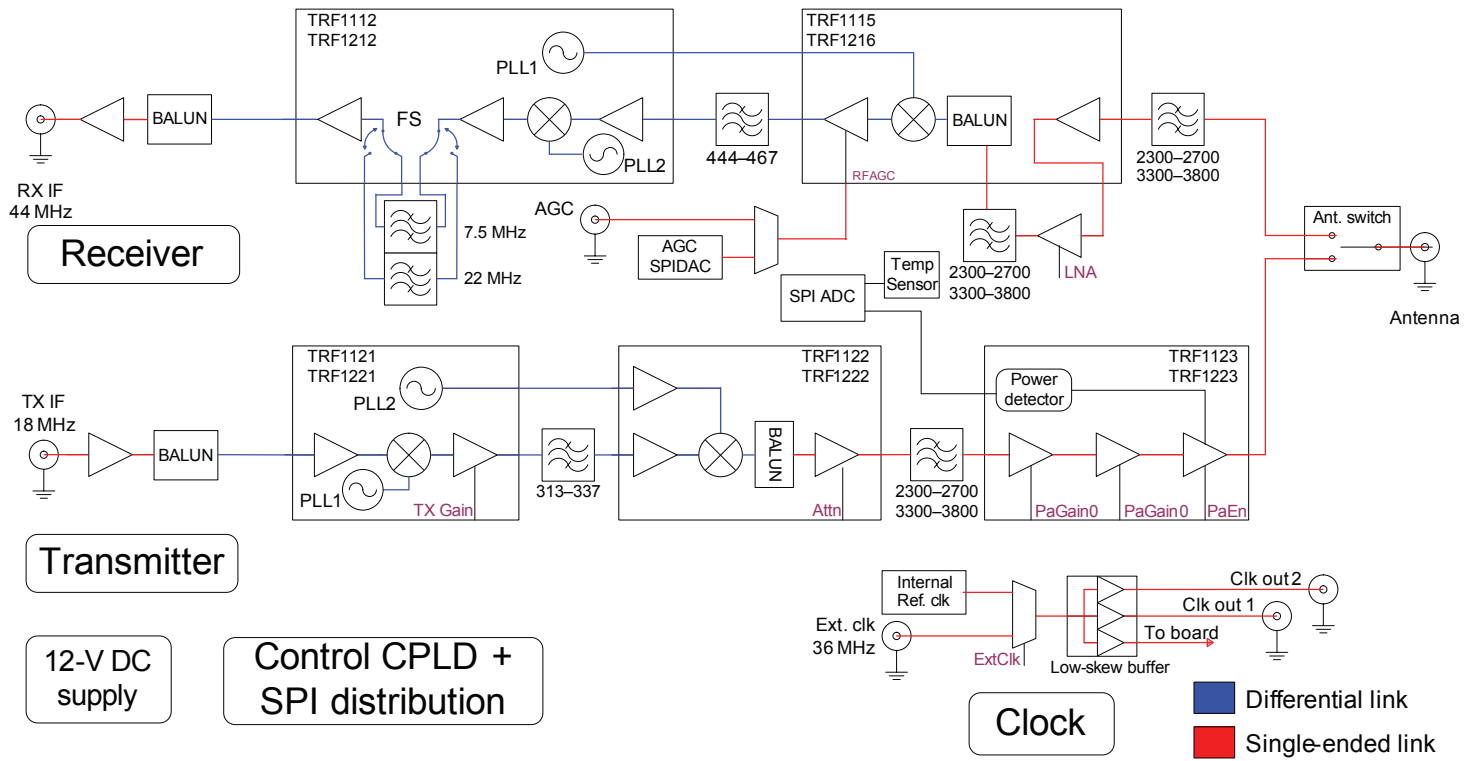 TRF1112
TRF1212
PLL1
BALUN
FS
PLL2
RX IF
44 MHz
Receiver
7.5 MHz
22 MHz
444–467
TRF1115
TRF1216
BALUN
RFAGC
2300–2700
3300–3800
AGC
AGC
SPIDAC
2300–2700
3300–3800
LNA
Temp
Sensor
SPI ADC
Ant. switch
Antenna
TX IF
18 MHz
BALUN
TRF1121
TRF1221
PLL2
PLL1
TX Gain
313–337
TRF1122
TRF1222
BALUN
Attn
2300–2700
3300–3800
TRF1123
TRF1223
Power
detector
PaGain0
PaGain0
PaEn
Transmitter
12-V DC
supply
Control CPLD +
SPI distribution
Internal
Ref. clk
Ext. clk
36 MHz
ExtClk
Clk out 2
Clk out 1
To board
Low-skew buffer
Clock
Differential link
Single-ended link